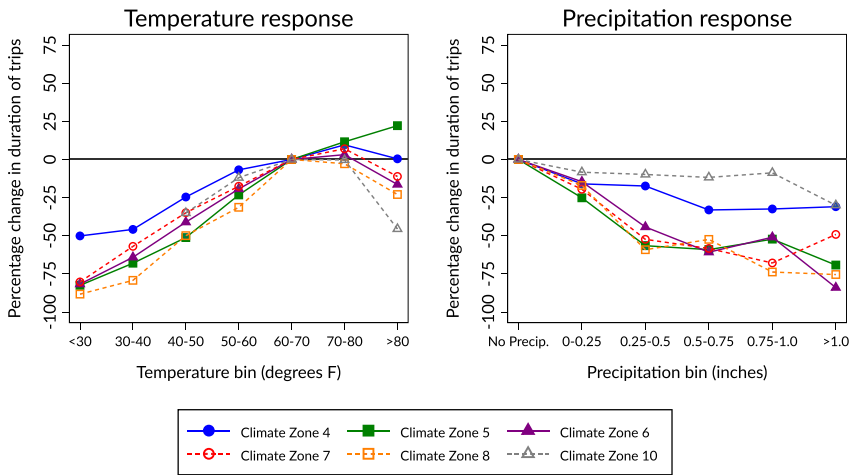 Temperature response
Percentage change in duration of trips
75
50
25
0
-25
-50
-75
-100
<30 30-40 40-50 50-60 60-70 70-80 >80
Temperature bin (degrees F)
Precipitation response
Percentage change in duration of trips
75
50
25
0
-25
-50
-75
-100
No Precip. 0-0.25 0.25-0.5 0.5-0.75 0.75-1.0 >1.0
Precipitation bin (inches)
Climate Zone 4 Climate Zone 5 Climate Zone 6
Climate Zone 7 Climate Zone 8 Climate Zone 10